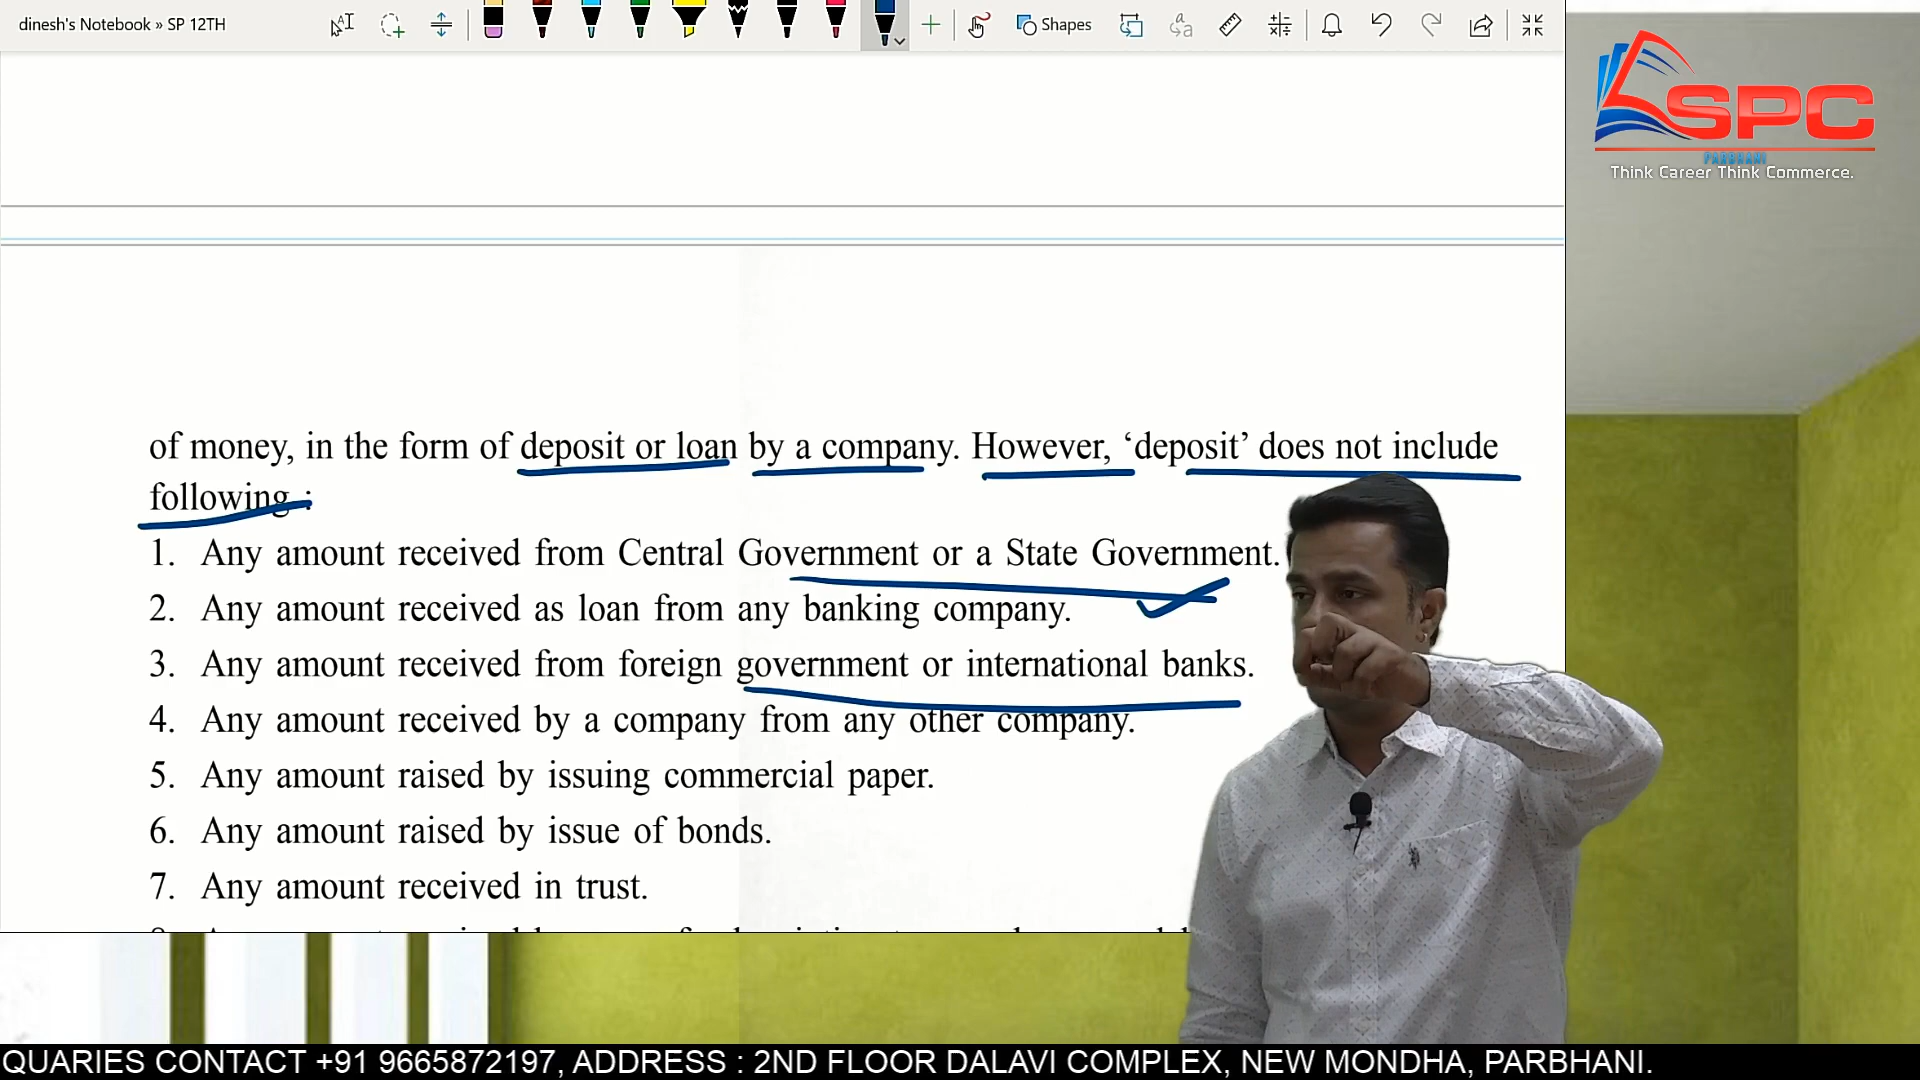 dinesh's Notebook » SP 12TH
Shapes
SPC
PARBHANI
Think Career Think Commerce.
of money, in the form of deposit or loan by a company. However, ‘deposit’ does not include
following :
1. Any amount received from Central Government or a State Government.
2. Any amount received as loan from any banking company.
3. Any amount received from foreign government or international banks.
4. Any amount received by a company from any other company.
5. Any amount raised by issuing commercial paper.
6. Any amount raised by issue of bonds.
7. Any amount received in trust.
QUARIES CONTACT +91 9665872197, ADDRESS : 2ND FLOOR DALAVI COMPLEX, NEW MONDHA, PARBHANI.